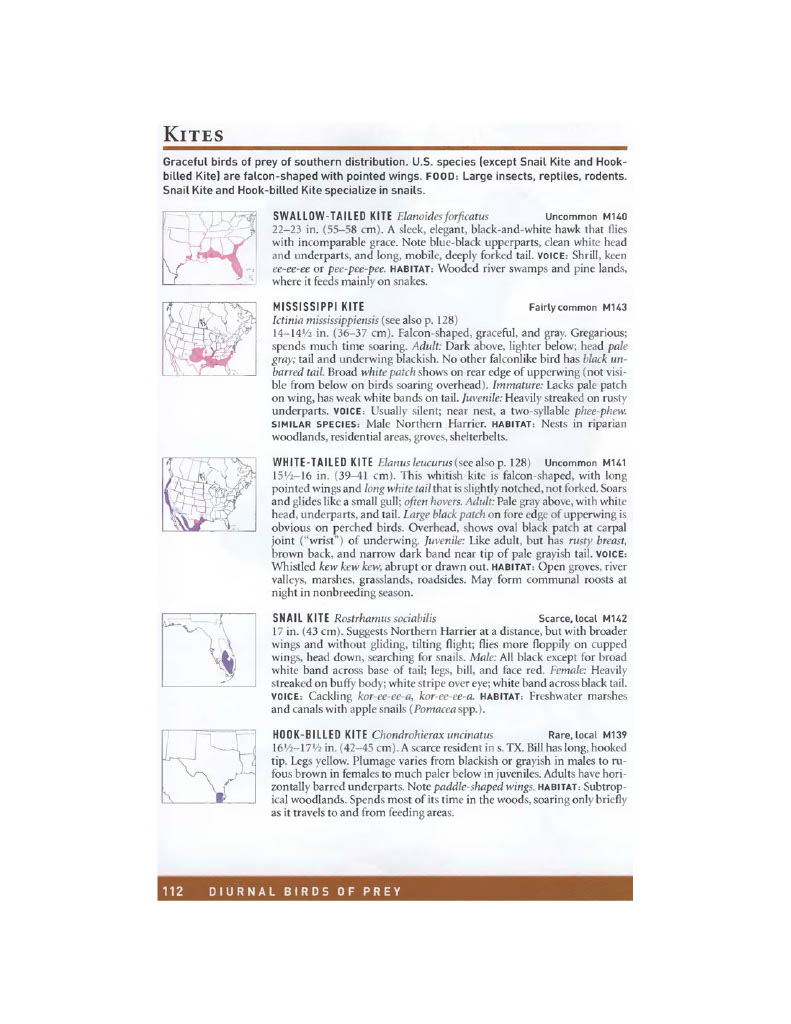 KITES
Graceful birds of prey of southern distribution. U.S. species (except Snail Kite and Hook-
billed Kite) are falcon-shaped with pointed wings. FOOD: Large insects, reptiles, rodents.
Snail Kite and Hook-billed Kite specialize in snails.
SWALLOW-TAILED KITE Elanoides forficatus Uncommon M140
22–23 in. (55–58 cm). A sleek, elegant, black-and-white hawk that flies
with incomparable grace. Note blue-black upperparts, clean white head
and underparts, and long, mobile, deeply forked tail. VOICE: Shrill, keen
ee-ee-ee or pee-pee-pee. HABITAT: Wooded river swamps and pine lands,
where it feeds mainly on snakes.
MISSISSIPPI KITE Fairly common M143
Ictinia mississippiensis (see also p. 128)
14–14½ in. (36–37 cm). Falcon-shaped, graceful, and gray. Gregarious;
spends much time soaring. Adult: Dark above, lighter below; head pale
gray; tail and underwing blackish. No other falconlike bird has black un-
barred tail. Broad white patch shows on rear edge of upperwing (not visi-
ble from below on birds soaring overhead). Immature: Lacks pale patch
on wing, has weak white bands on tail. Juvenile: Heavily streaked on rusty
underparts. VOICE: Usually silent; near nest, a two-syllable phee-phew.
SIMILAR SPECIES: Male Northern Harrier. HABITAT: Nests in riparian
woodlands, residential areas, groves, shelterbelts.
WHITE-TAILED KITE Elanus leucurus (see also p. 128) Uncommon M141
15½–16 in. (39–41 cm). This whitish kite is falcon-shaped, with long
pointed wings and long white tail that is slightly notched, not forked. Soars
and glides like a small gull; often hovers. Adult: Pale gray above, with white
head, underparts, and tail. Large black patch on fore edge of upperwing is
obvious on perched birds. Overhead, shows oval black patch at carpal
joint ("wrist") of underwing. Juvenile: Like adult, but has rusty breast,
brown back, and narrow dark band near tip of pale grayish tail. VOICE:
Whistled kew kew kew, abrupt or drawn out. HABITAT: Open groves, river
valleys, marshes, grasslands, roadsides. May form communal roosts at
night in nonbreeding season.
SNAIL KITE Rostrhamus sociabilis Scarce, local M142
17 in. (43 cm). Suggests Northern Harrier at a distance, but with broader
wings and without gliding, tilting flight; flies more floppily on cupped
wings, head down, searching for snails. Male: All black except for broad
white band across base of tail; legs, bill, and face red. Female: Heavily
streaked on buffy body; white stripe over eye; white band across black tail.
VOICE: Cackling kor-ee-ee-a, kor-ee-ee-a. HABITAT: Freshwater marshes
and canals with apple snails (Pomacea spp.).
HOOK-BILLED KITE Chondrohierax uncinatus Rare, local M139
16½–17½ in. (42–45 cm). A scarce resident in s. TX. Bill has long, hooked
tip. Legs yellow. Plumage varies from blackish or grayish in males to ru-
fous brown in females to much paler below in juveniles. Adults have hori-
zontally barred underparts. Note paddle-shaped wings. HABITAT: Subtrop-
ical woodlands. Spends most of its time in the woods, soaring only briefly
as it travels to and from feeding areas.
112 DIURNAL BIRDS OF PREY